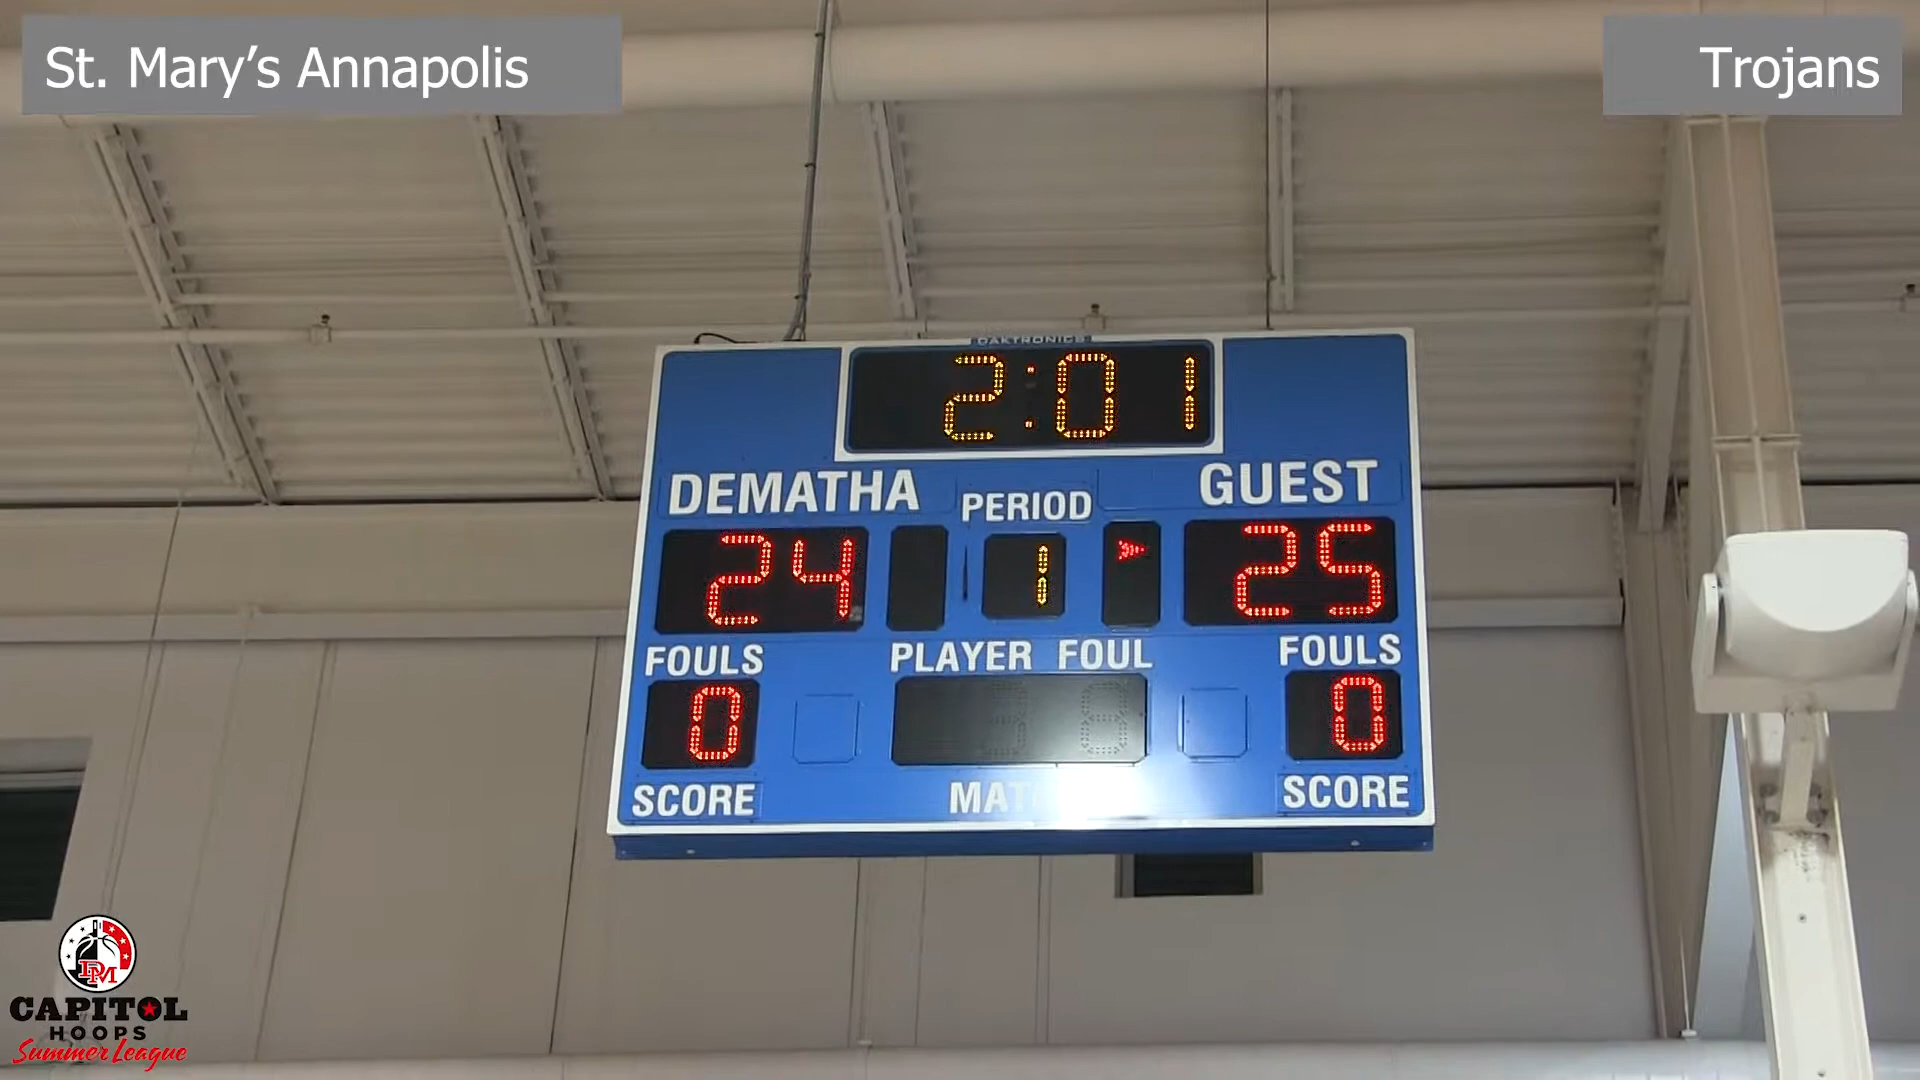 St. Mary's Annapolis
Trojans
DAKTRONICS
2:01
DEMATHA
PERIOD
GUEST
24
1
25
FOULS
PLAYER FOUL
FOULS
0
0
SCORE
SCORE
DM
CAPITOL
HOOPS
Summer League